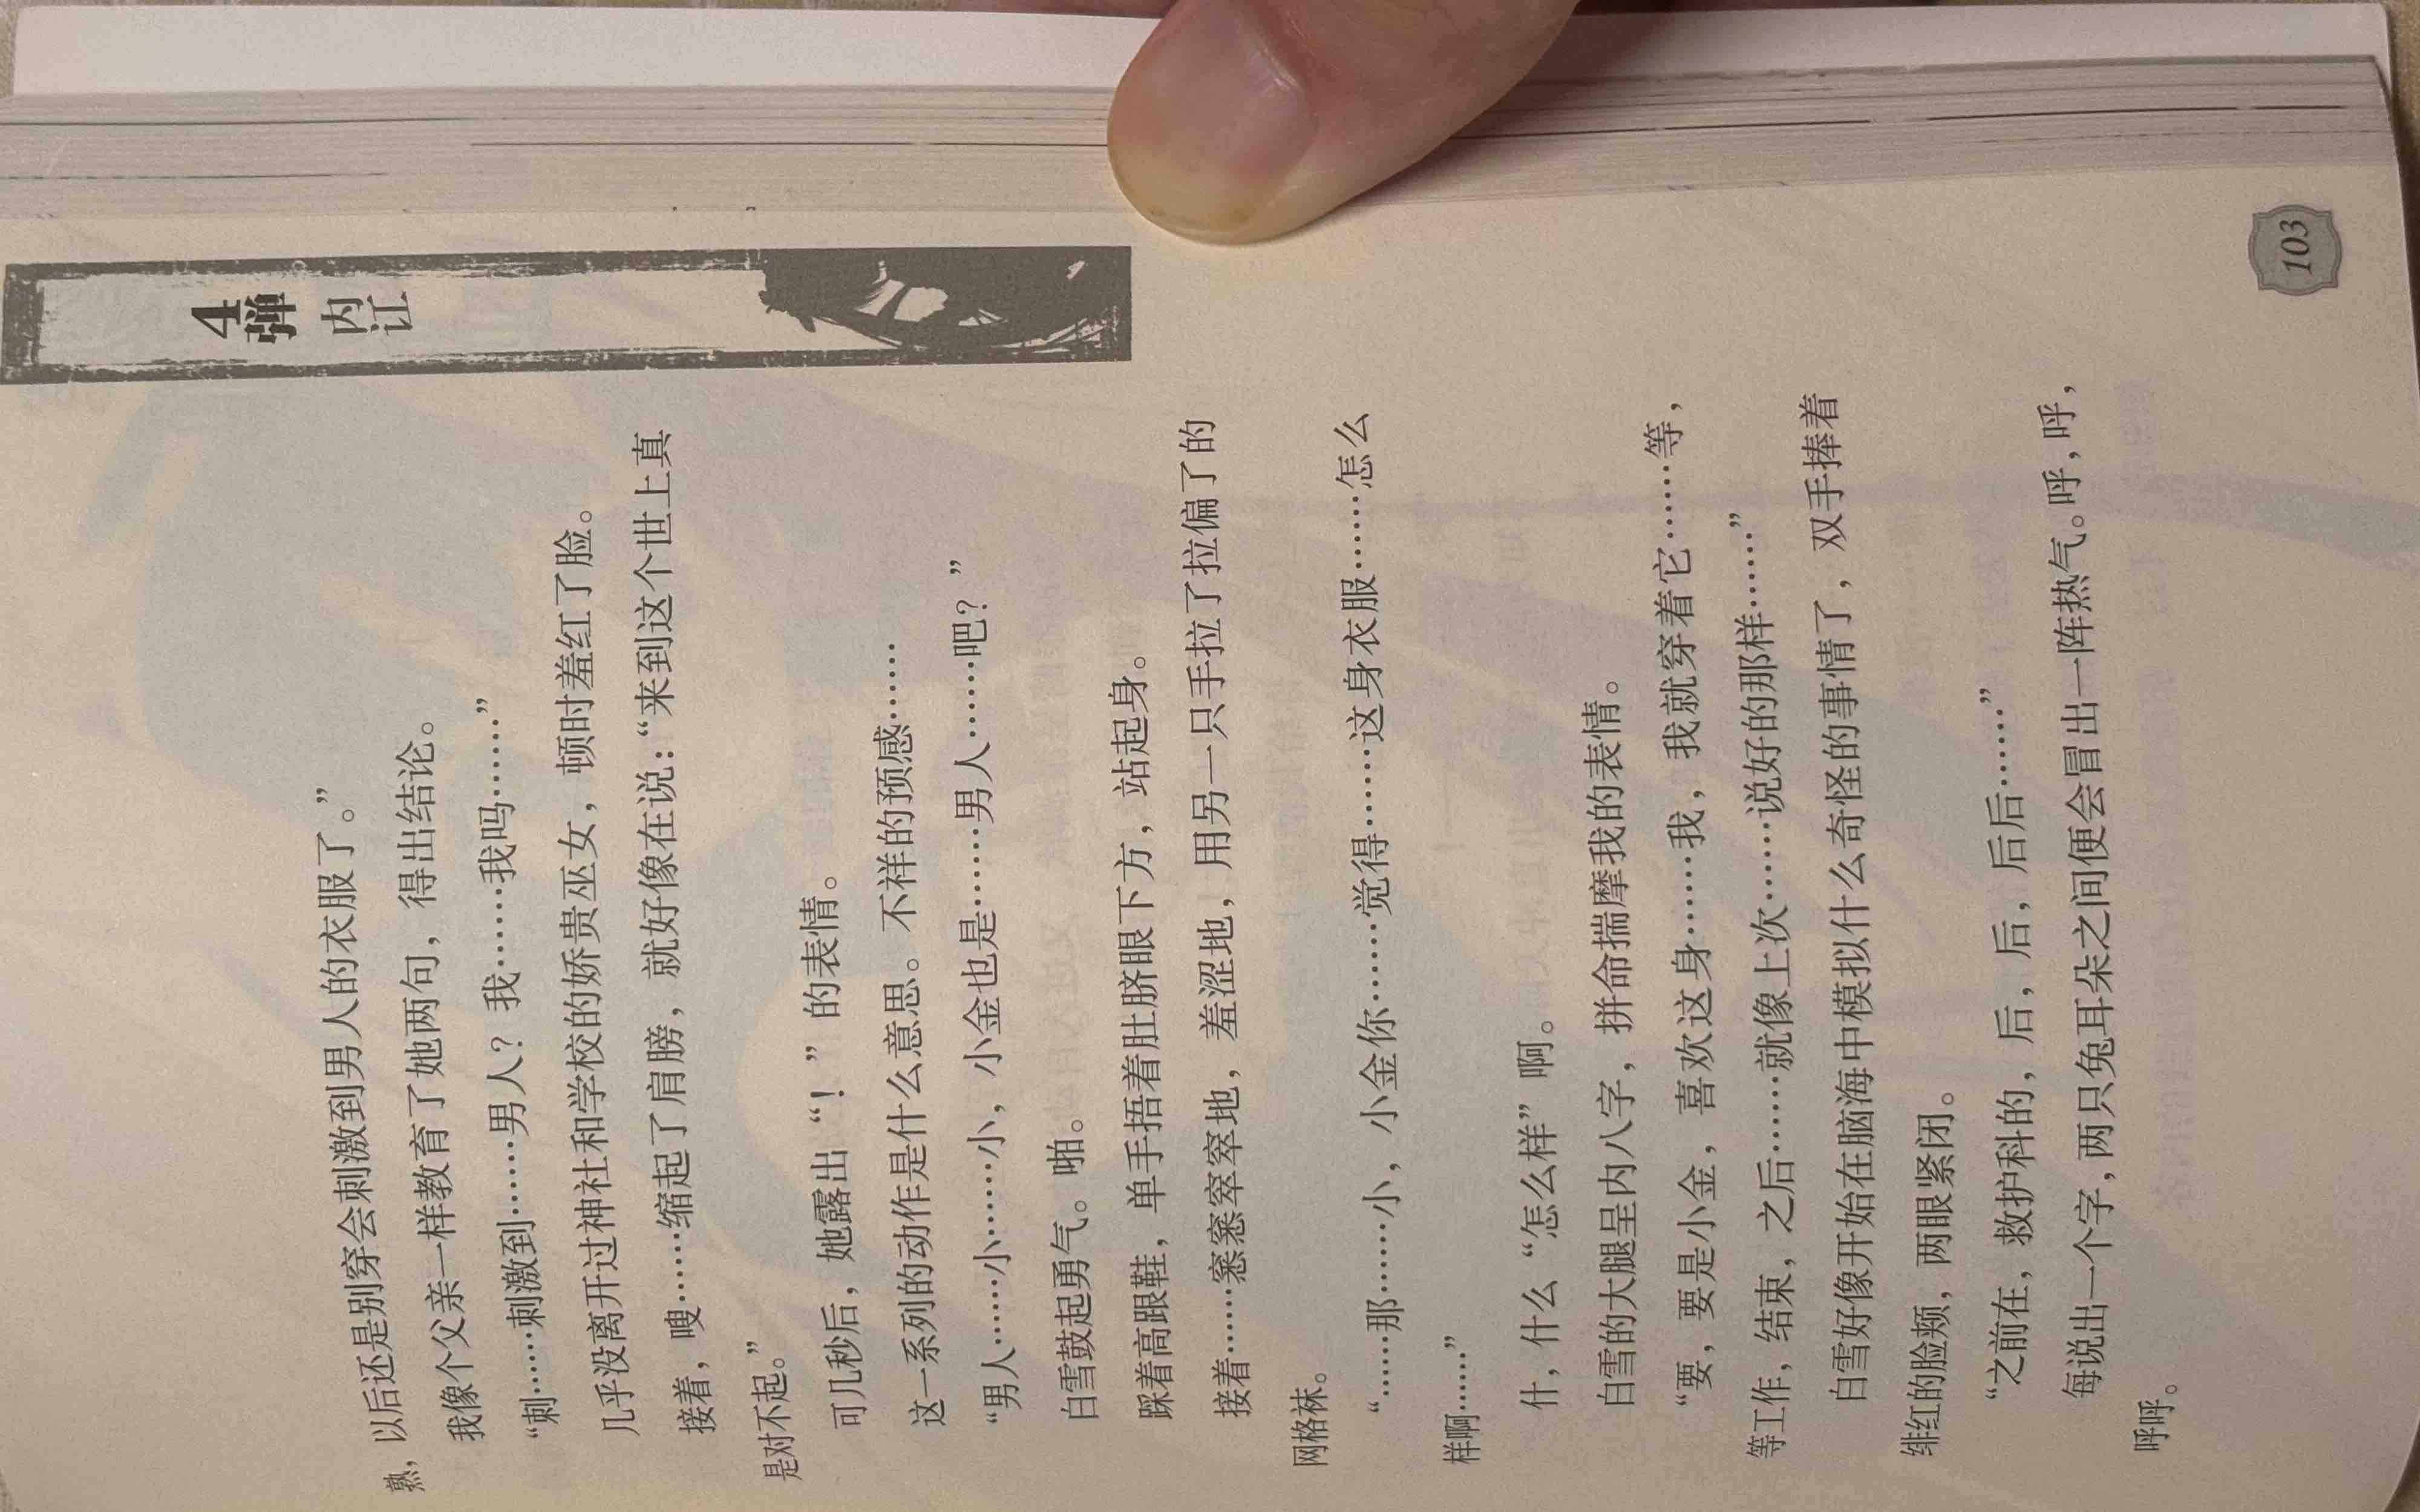 4弹 内讧
熟，以后还是别穿会刺激到男人的衣服了。”
我像个父亲一样教育了她两句，得出结论。
“刺……刺激到……男人？我……我吗……”
几乎没离开过神社和学校的娇贵巫女，顿时羞红了脸。
接着，嗖……缩起了肩膀，就好像在说：“来到这个世上真
是对不起。”
可几秒后，她露出“！”的表情。
这一系列的动作是什么意思。不祥的预感……
“男人……小……小，小金也是……男人……吧？”
白雪鼓起勇气。啪。
踩着高跟鞋，单手捂着肚脐眼下方，站起身。
接着……窸窸窣窣地，羞涩地，用另一只手拉了拉偏了的
网格袜。
“……那……小，小金你……觉得……这身衣服……怎么
样啊……”
什，什么“怎么样”啊。
白雪的大腿呈内八字，拼命揣摩我的表情。
“要，要是小金，喜欢这身……我，我就穿着它……等，
等工作，结束，之后……就像上次……说好的那样……”
白雪好像开始在脑海中模拟什么奇怪的事情了，双手捧着
绯红的脸颊，两眼紧闭。
“之前在，救护科的，后，后，后后……”
每说出一个字，两只兔耳朵之间便会冒出一阵热气。呼，呼，
呼呼。
103